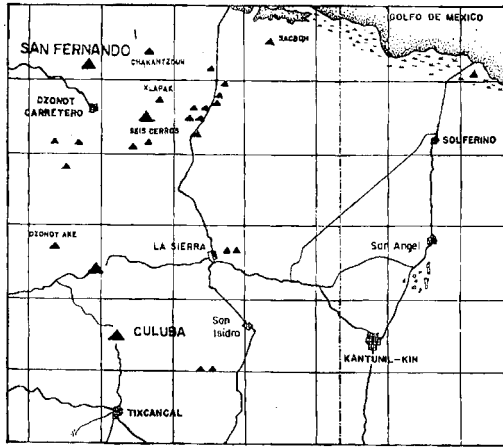 GOLFO DE MEXICO
SAN FERNANDO
CHAKANTZOUN
SACBOH
XLAPAK
DZONOT
CARRETERO
SEIS CERROS
SOLFERINO
DZONOT AKE
LA SIERRA
San Angel
San
Isidro
CULUBA
KANTUNIL-KIN
TIXCANCAL